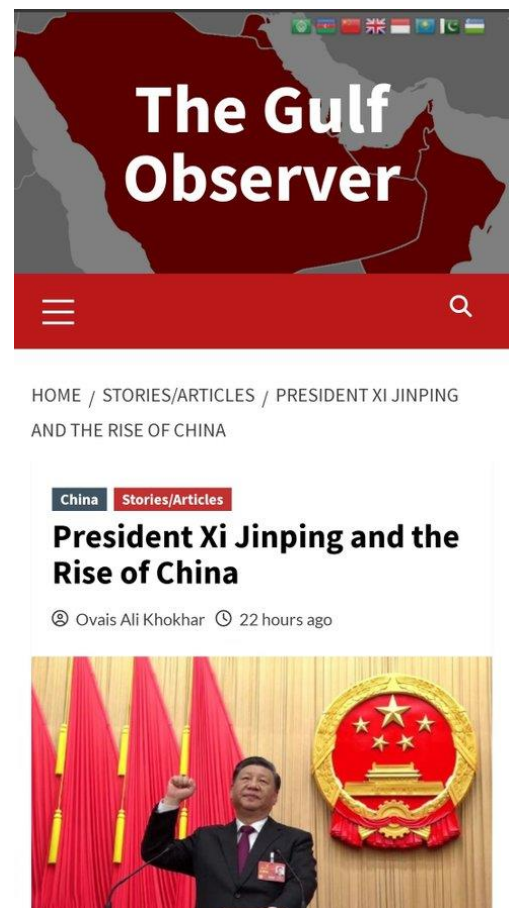 The Gulf
Observer
HOME / STORIES/ARTICLES / PRESIDENT XI JINPING
AND THE RISE OF CHINA
China Stories/Articles
President Xi Jinping and the
Rise of China
Ovais Ali Khokhar 22 hours ago